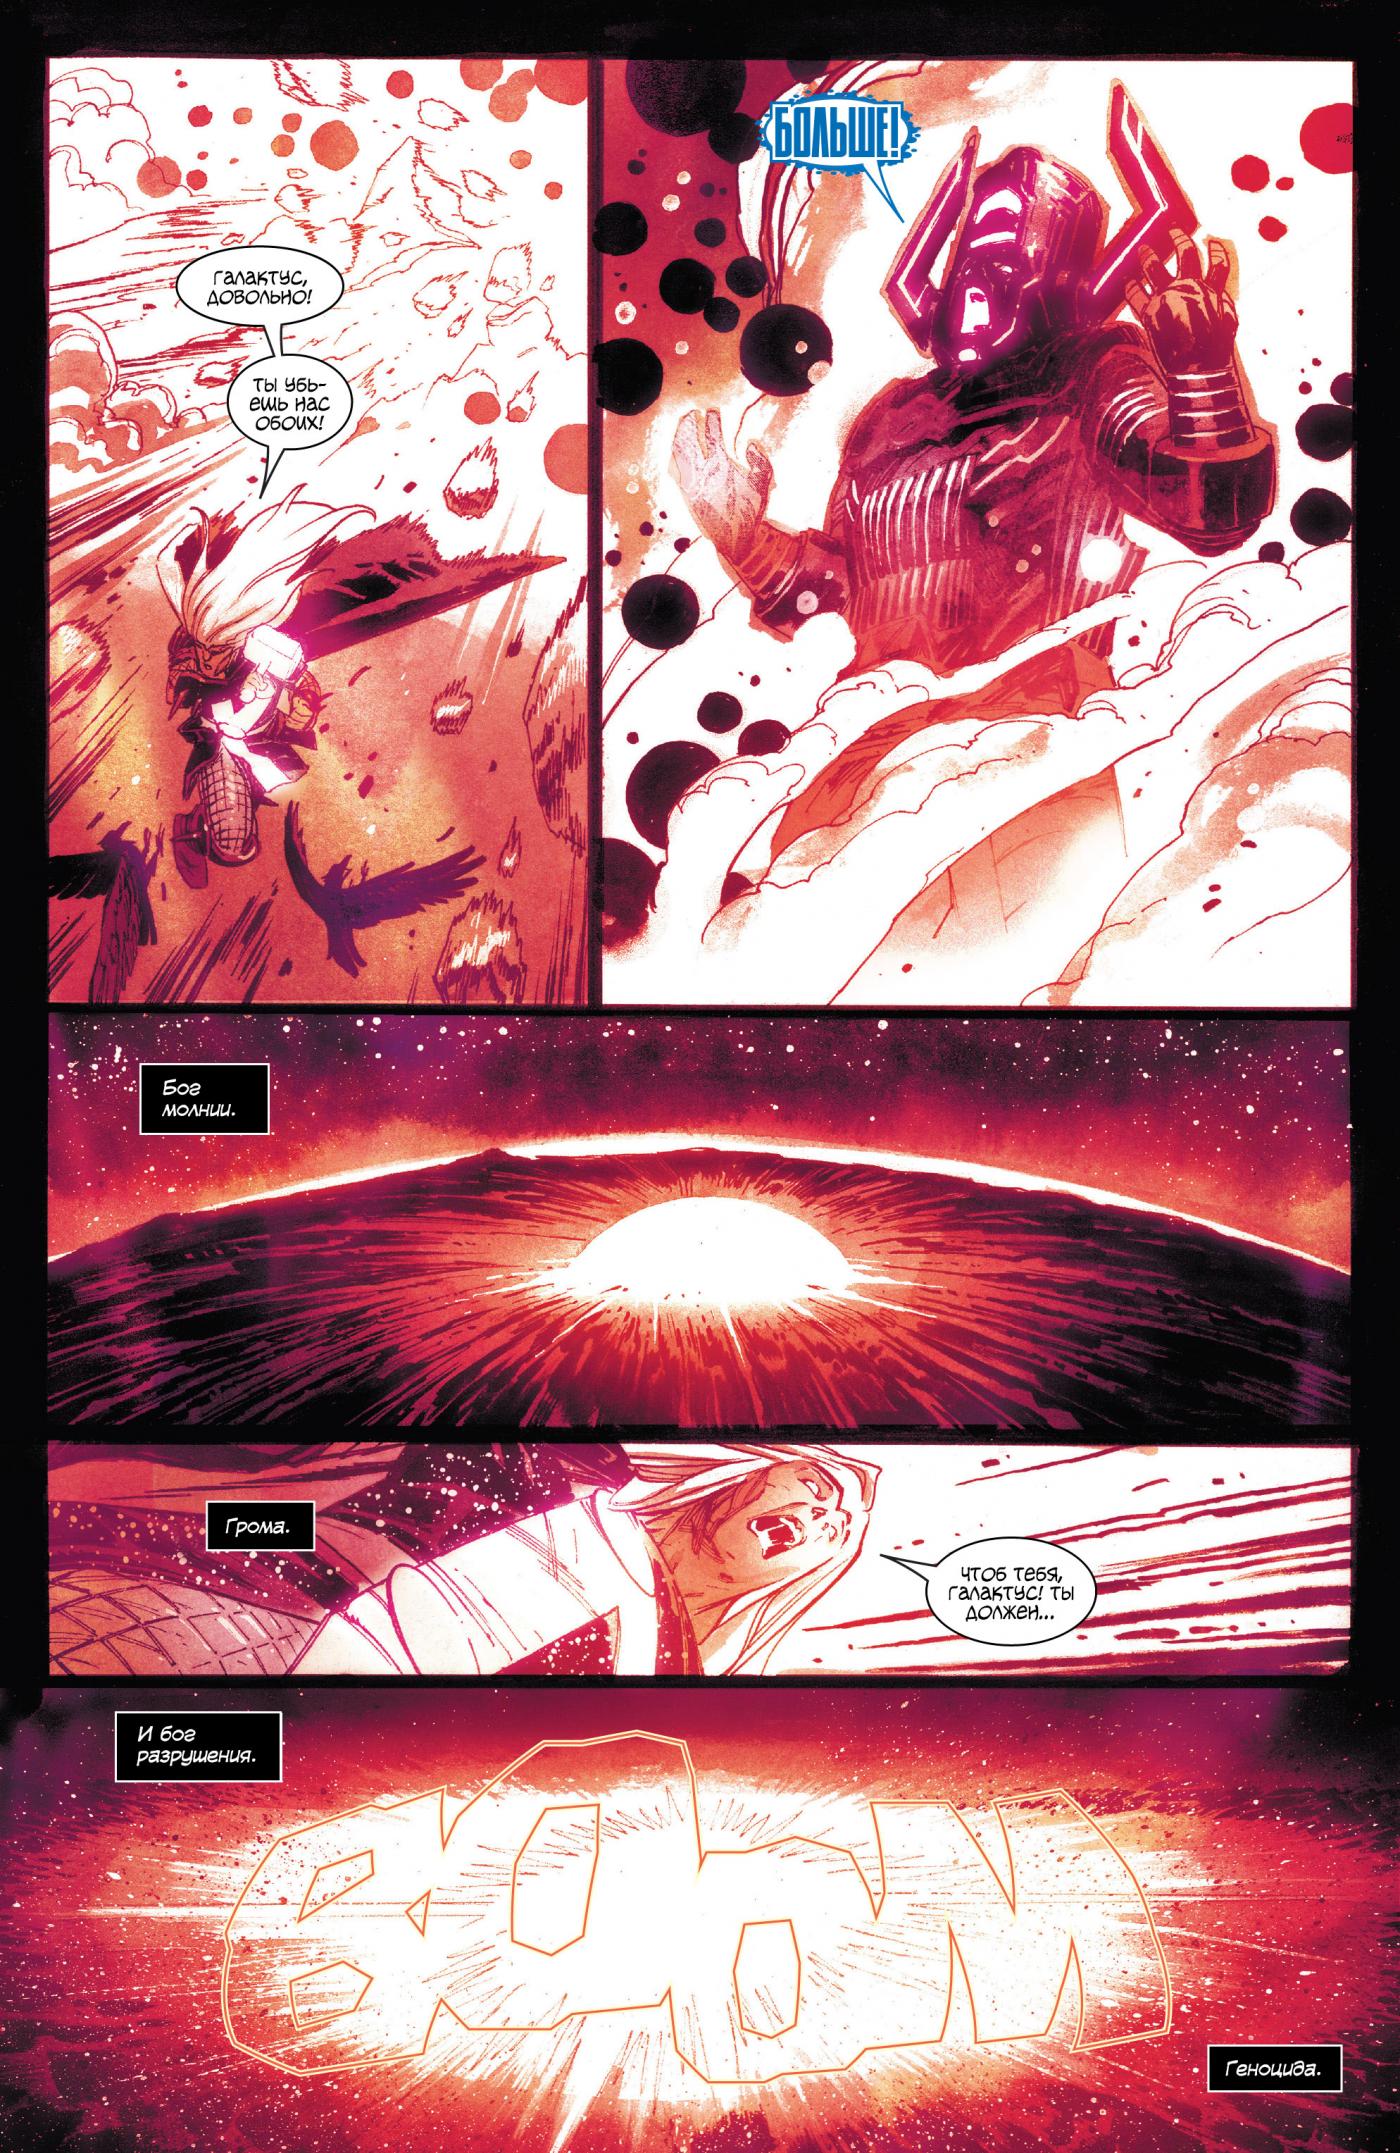 ГАЛАКТУС,
ДОВОЛЬНО!
ТЫ УБЬ-
ЕШЬ НАС
ОБОИХ!
БОЛЬШЕ!
Бог
молнии.
Грома.
ЧТОБ ТЕБЯ,
ГАЛАКТУС! ТЫ
ДОЛЖЕН...
И бог
разрушения.
BOOM
Геноцида.